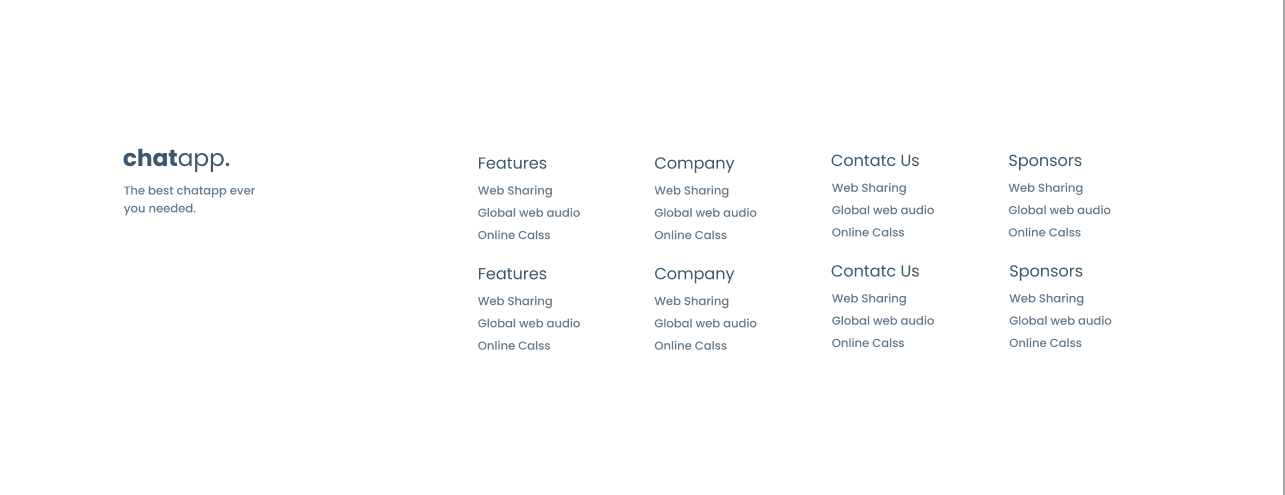 chatapp.
The best chatapp ever
you needed.
Features
Web Sharing
Global web audio
Online Calss
Features
Web Sharing
Global web audio
Online Calss
Company
Web Sharing
Global web audio
Online Calss
Company
Web Sharing
Global web audio
Online Calss
Contatc Us
Web Sharing
Global web audio
Online Calss
Contatc Us
Web Sharing
Global web audio
Online Calss
Sponsors
Web Sharing
Global web audio
Online Calss
Sponsors
Web Sharing
Global web audio
Online Calss